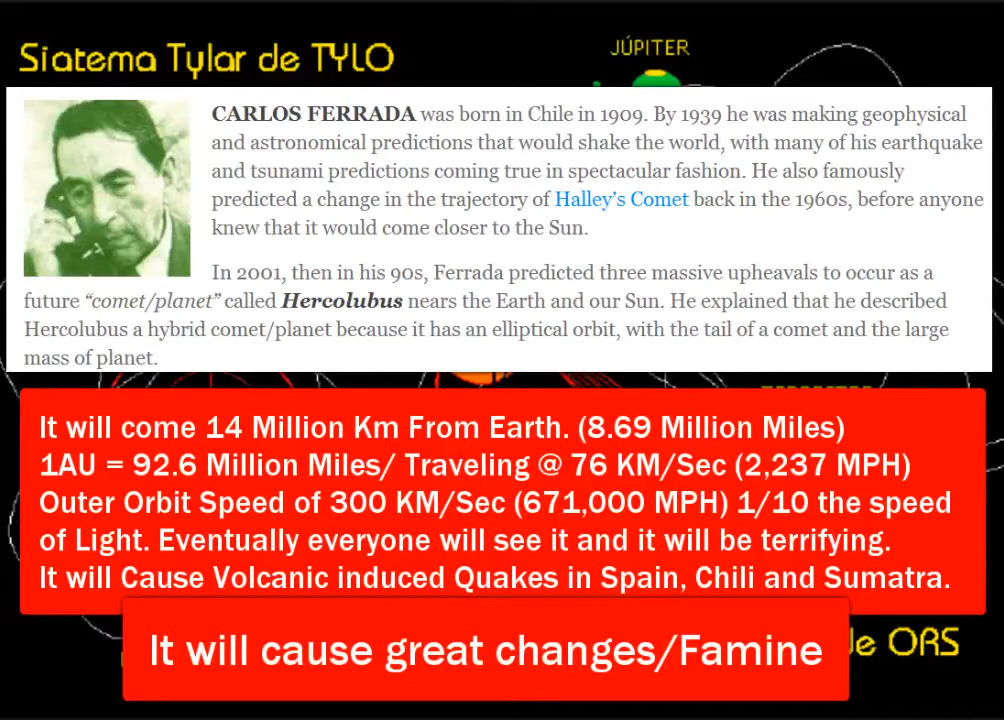 Siatema Tylar de TYLO
JÚPITER
CARLOS FERRADA was born in Chile in 1909. By 1939 he was making geophysical
and astronomical predictions that would shake the world, with many of his earthquake
and tsunami predictions coming true in spectacular fashion. He also famously
predicted a change in the trajectory of Halley's Comet back in the 1960s, before anyone
knew that it would come closer to the Sun.
In 2001, then in his 90s, Ferrada predicted three massive upheavals to occur as a
future “comet/planet” called Hercolubus nears the Earth and our Sun. He explained that he described
Hercolubus a hybrid comet/planet because it has an elliptical orbit, with the tail of a comet and the large
mass of planet.
It will come 14 Million Km From Earth. (8.69 Million Miles)
1AU = 92.6 Million Miles/ Traveling @ 76 KM/Sec (2,237 MPH)
Outer Orbit Speed of 300 KM/Sec (671,000 MPH) 1/10 the speed
of Light. Eventually everyone will see it and it will be terrifying.
It will Cause Volcanic induced Quakes in Spain, Chili and Sumatra.
de ORS
It will cause great changes/Famine